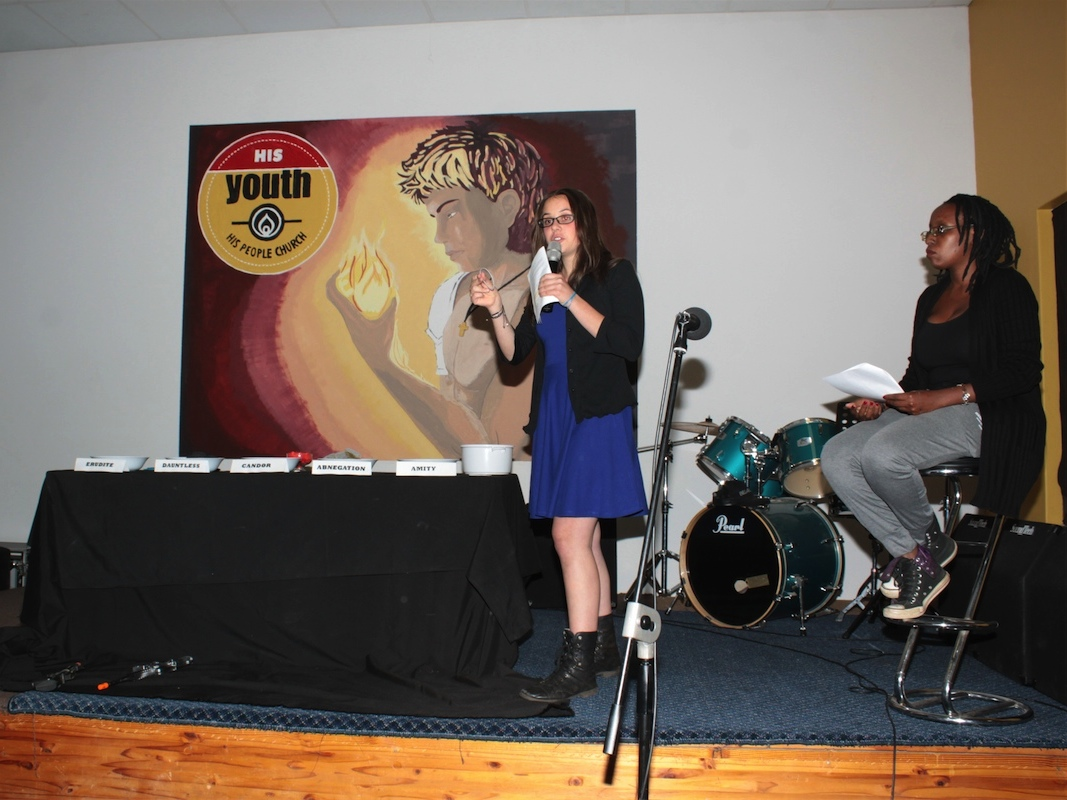 HIS
youth
HIS PEOPLE CHURCH
ERUDITE
DAUNTLESS
CANDOR
ABNEGATION
AMITY
Pearl